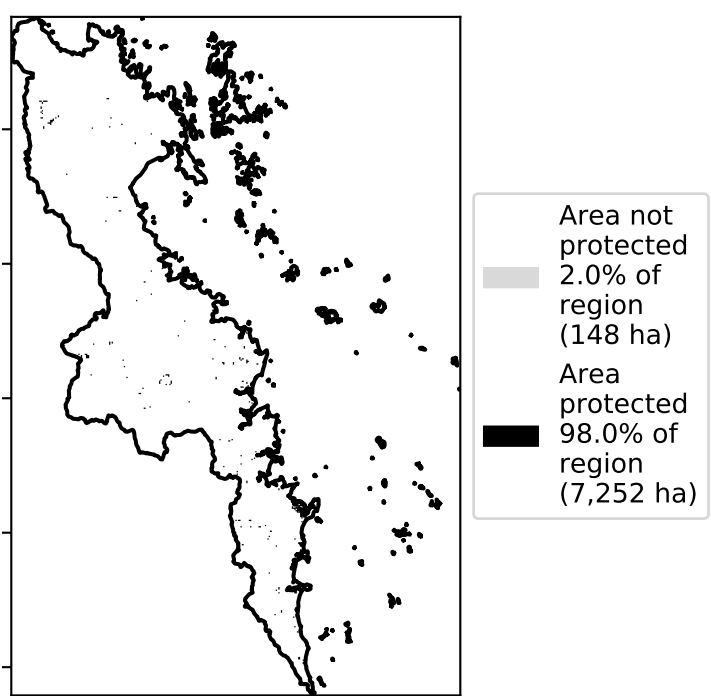 Area not
protected
2.0% of
region
(148 ha)
Area
protected
98.0% of
region
(7,252 ha)